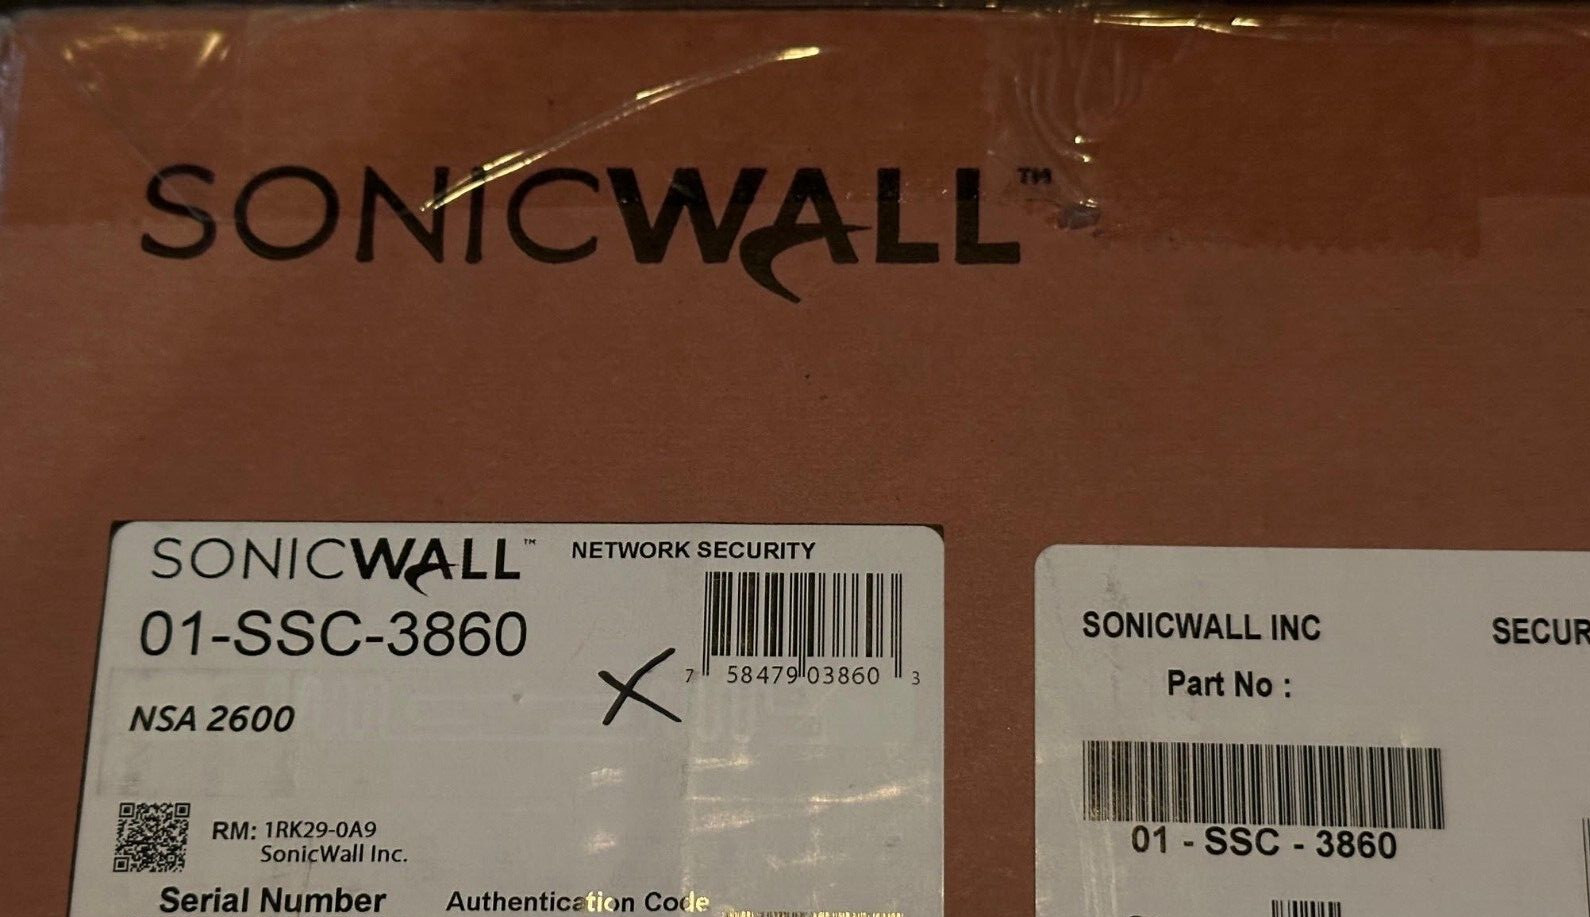 SONICWALL™
SONICWALL™ NETWORK SECURITY
01-SSC-3860
7 58479 03860 3
NSA 2600
RM: 1RK29-0A9
SonicWall Inc.
Serial Number Authentication Code
SONICWALL INC SECUR
Part No :
01 - SSC - 3860